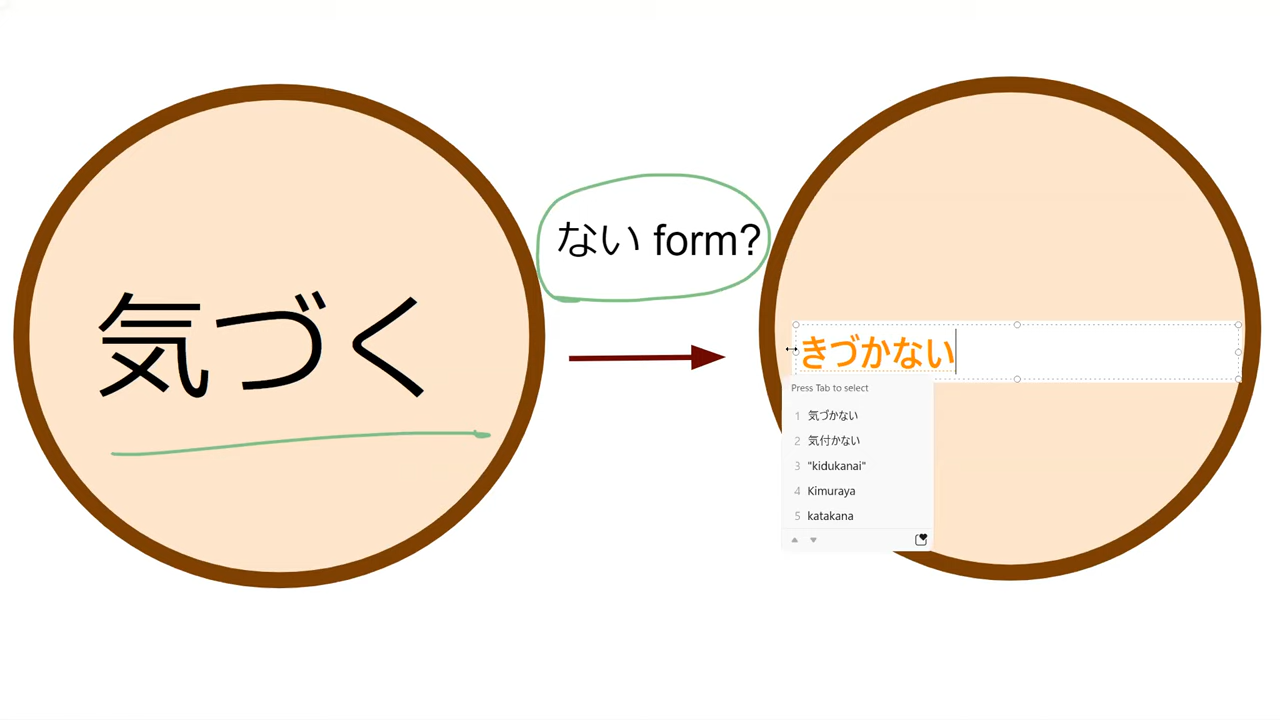 気づく
ない form?
きづかない
Press Tab to select
1 気づかない
2 気付かない
3 "kidukanai"
4 Kimuraya
5 katakana